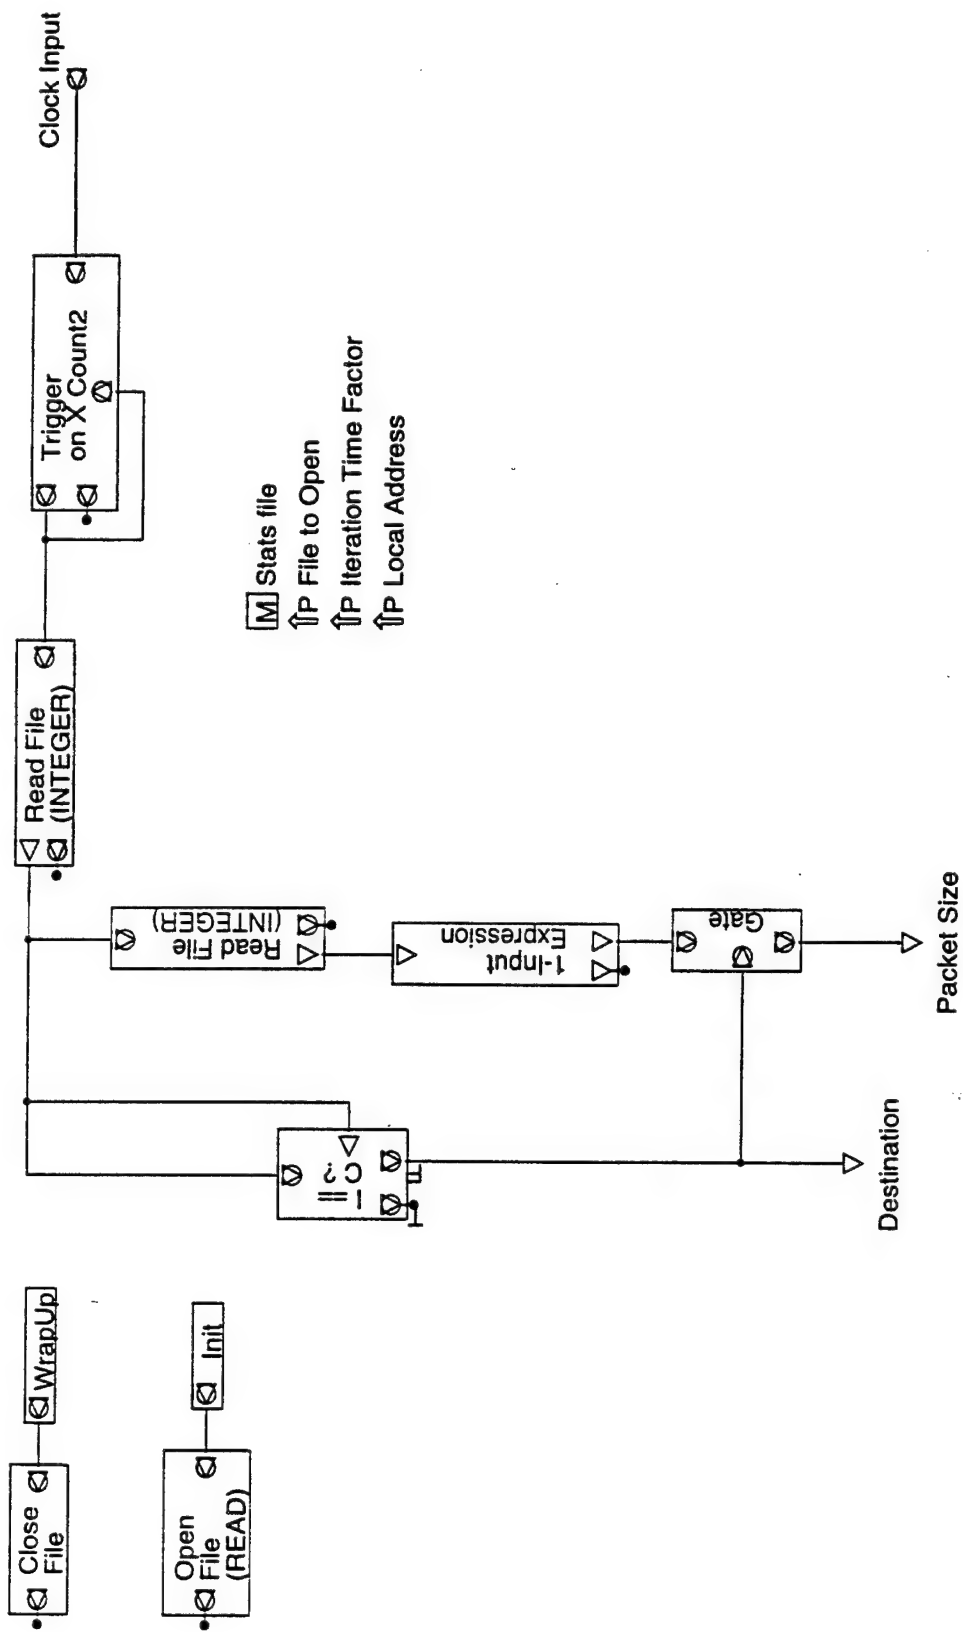 Clock Input
Trigger
on X Count2
Read File
(INTEGER)
M Stats file
⇑P File to Open
⇑P Iteration Time Factor
⇑P Local Address
Read File
(INTEGER)
1-Input
Expression
Gate
Packet Size
I ==
C ?
Destination
WrapUp
Close
File
Init
Open
File
(READ)